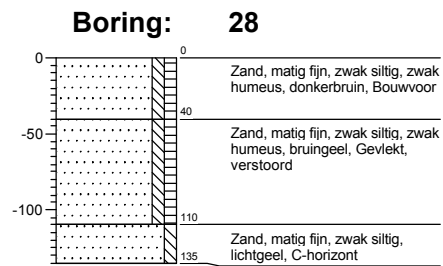 Boring: 28
0
0
Zand, matig fijn, zwak siltig, zwak
humeus, donkerbruin, Bouwvoor
40
-50
Zand, matig fijn, zwak siltig, zwak
humeus, bruingeel, Gevlekt,
verstoord
-100
110
Zand, matig fijn, zwak siltig,
lichtgeel, C-horizont
135